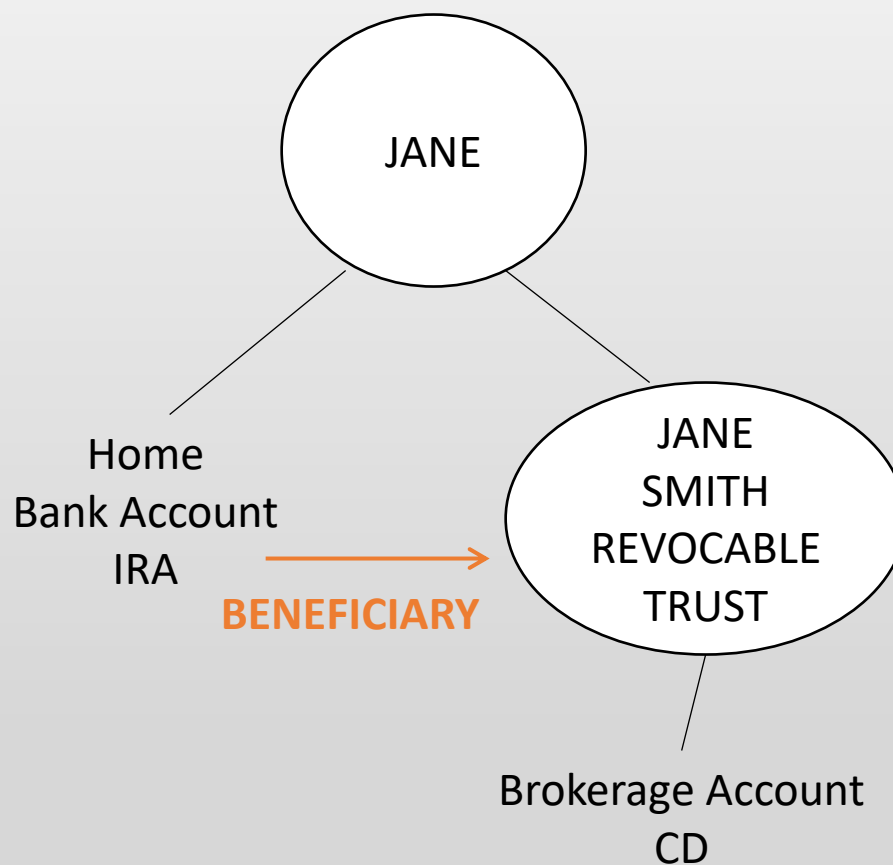 JANE
Home
Bank Account
IRA
BENEFICIARY
JANE
SMITH
REVOCABLE
TRUST
Brokerage Account
CD